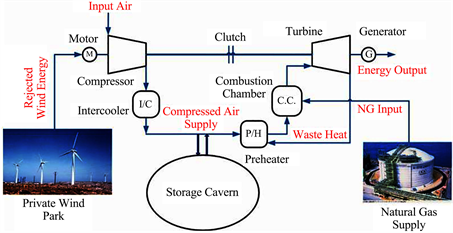 Input Air
Motor
Clutch
Turbine
Generator
M
G
Rejected
Wind Energy
Compressor
Combustion
Chamber
Energy Output
Intercooler
I/C
Compressed Air
Supply
C.C.
NG Input
P/H
Waste Heat
Preheater
Storage Cavern
Private Wind
Park
Natural Gas
Supply